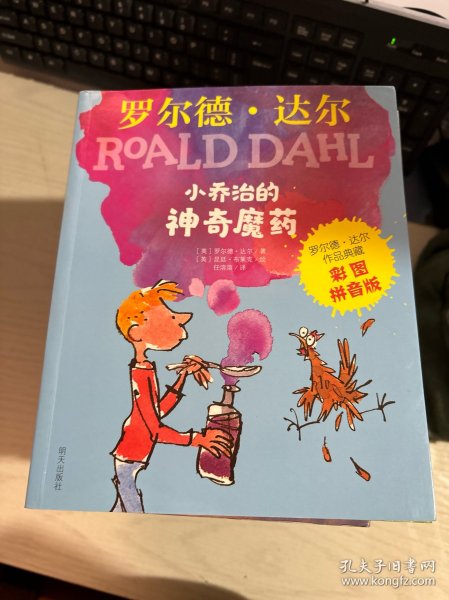 罗尔德·达尔
ROALD DAHL
小乔治的
神奇魔药
[英] 罗尔德·达尔 / 著
[英] 昆廷·布莱克 / 绘
任溶溶 / 译
罗尔德·达尔
作品典藏
彩图
拼音版
明天出版社
孔夫子旧书网
www.kongfz.com